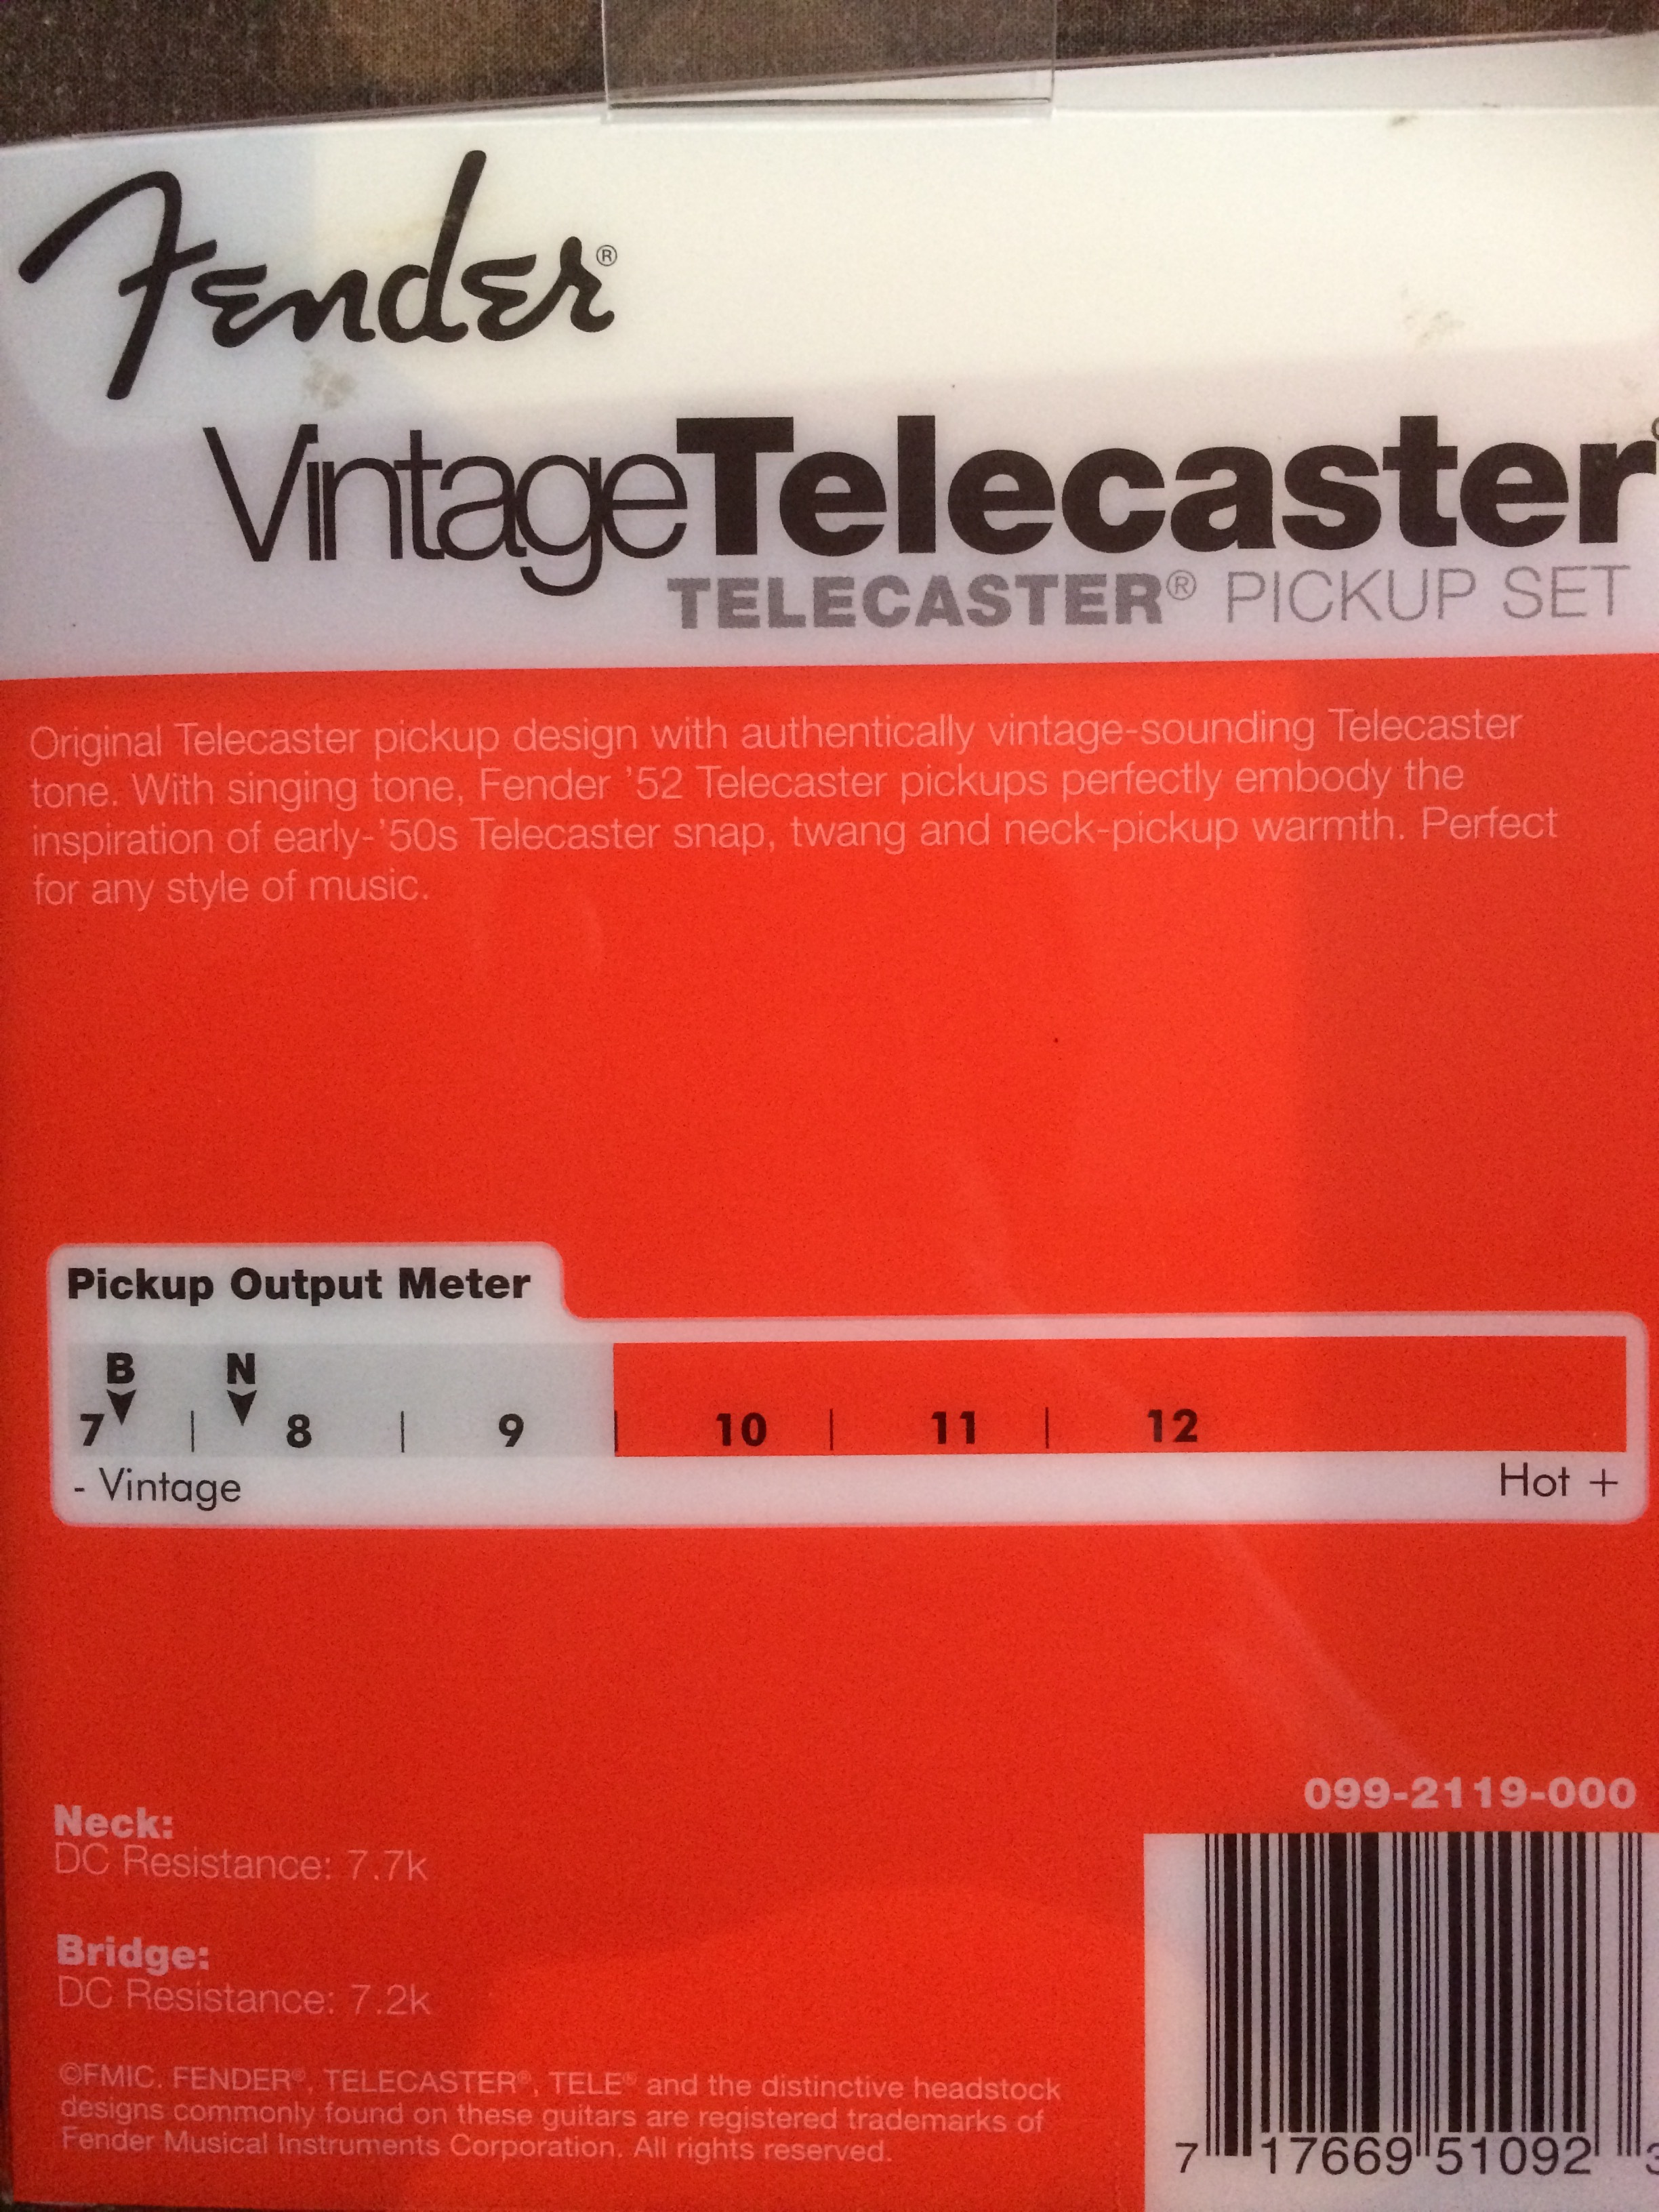 Fender®
VintageTelecaster
TELECASTER® PICKUP SET
Original Telecaster pickup design with authentically vintage-sounding Telecaster
tone. With singing tone, Fender ’52 Telecaster pickups perfectly embody the
inspiration of early-’50s Telecaster snap, twang and neck-pickup warmth. Perfect
for any style of music.
Pickup Output Meter
B N
7 | 8 | 9 | 10 | 11 | 12
- Vintage Hot +
099-2119-000
Neck:
DC Resistance: 7.7k
Bridge:
DC Resistance: 7.2k
©FMIC. FENDER®, TELECASTER®, TELE® and the distinctive headstock
designs commonly found on these guitars are registered trademarks of
Fender Musical Instruments Corporation. All rights reserved.
7 17669 51092 3